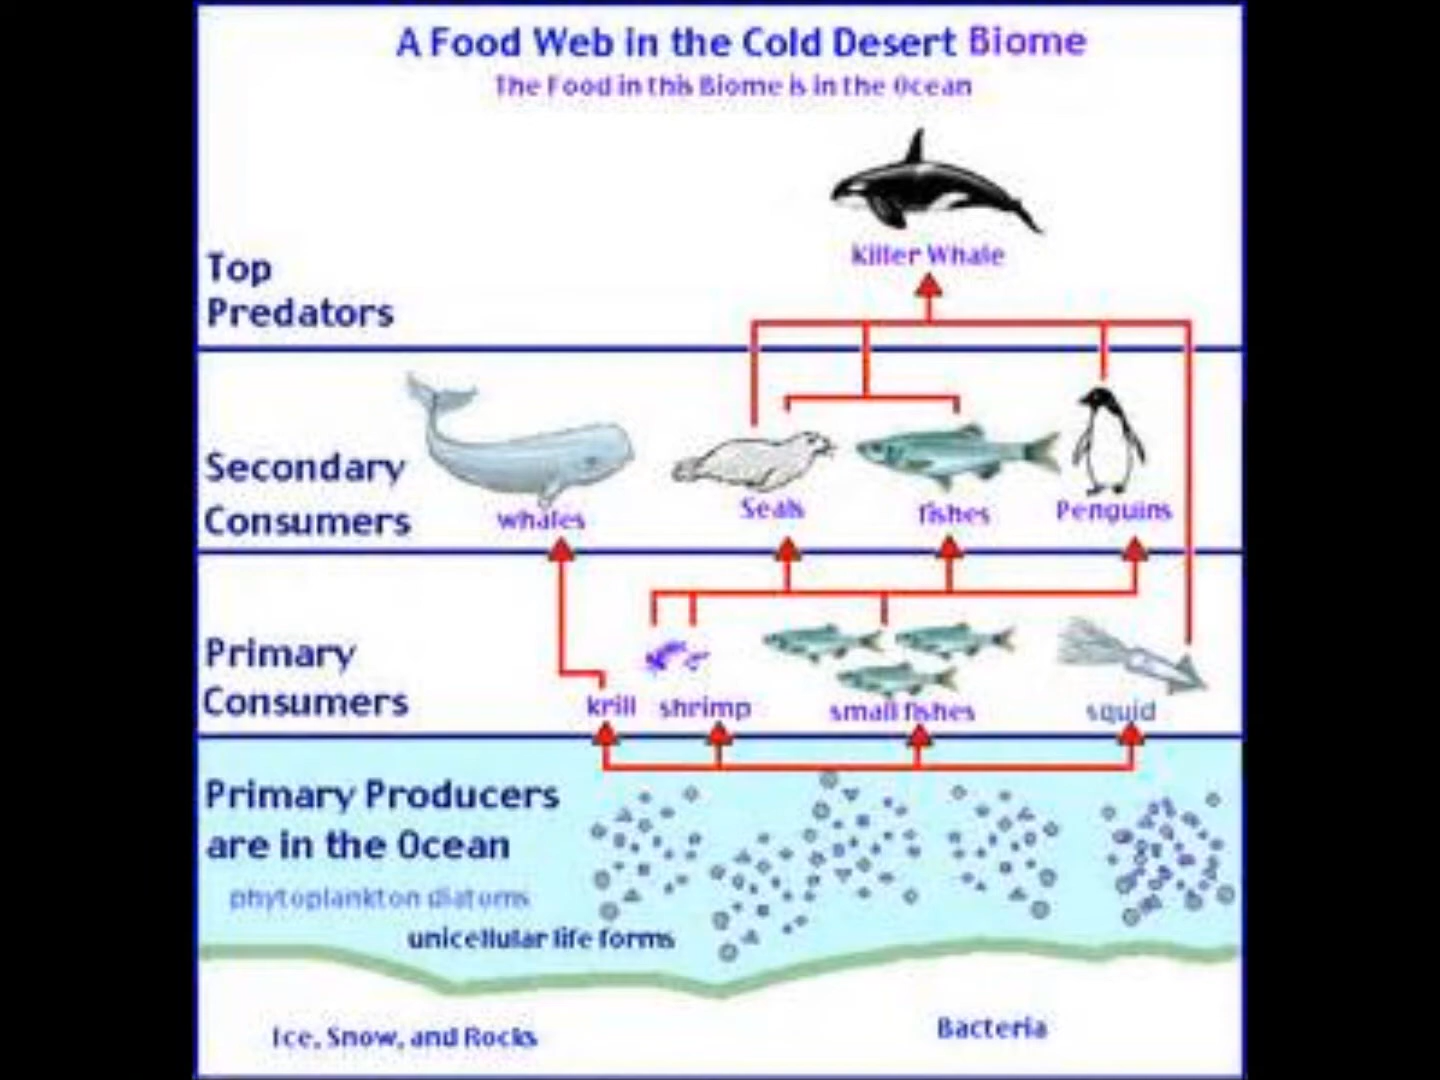 A Food Web in the Cold Desert Biome
The Food in this Biome is in the Ocean
Killer Whale
Top
Predators
Secondary
Consumers
whales
Seals
fishes
Penguins
Primary
Consumers
krill
shrimp
small fishes
squid
Primary Producers
are in the Ocean
phytoplankton diatoms
unicellular life forms
Ice, Snow, and Rocks
Bacteria